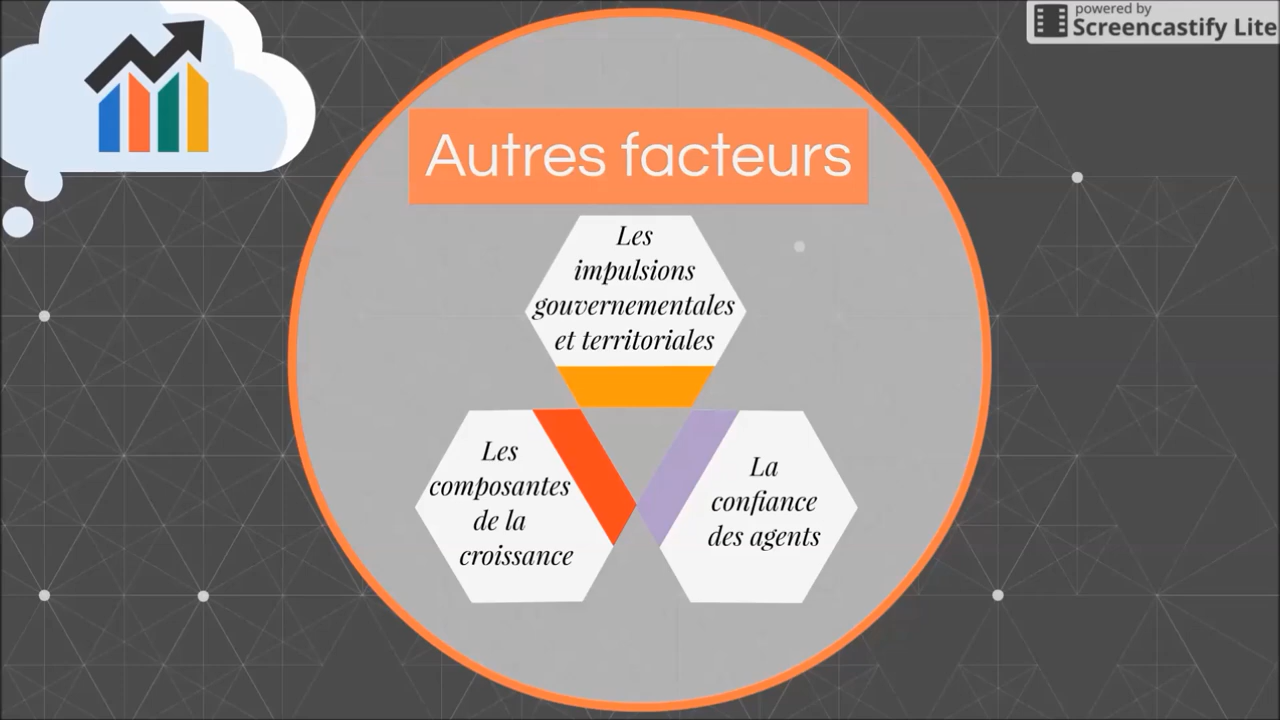 powered by
Screencastify Lite
Autres facteurs
Les
impulsions
gouvernementales
et territoriales
Les
composantes
de la
croissance
La
confiance
des agents